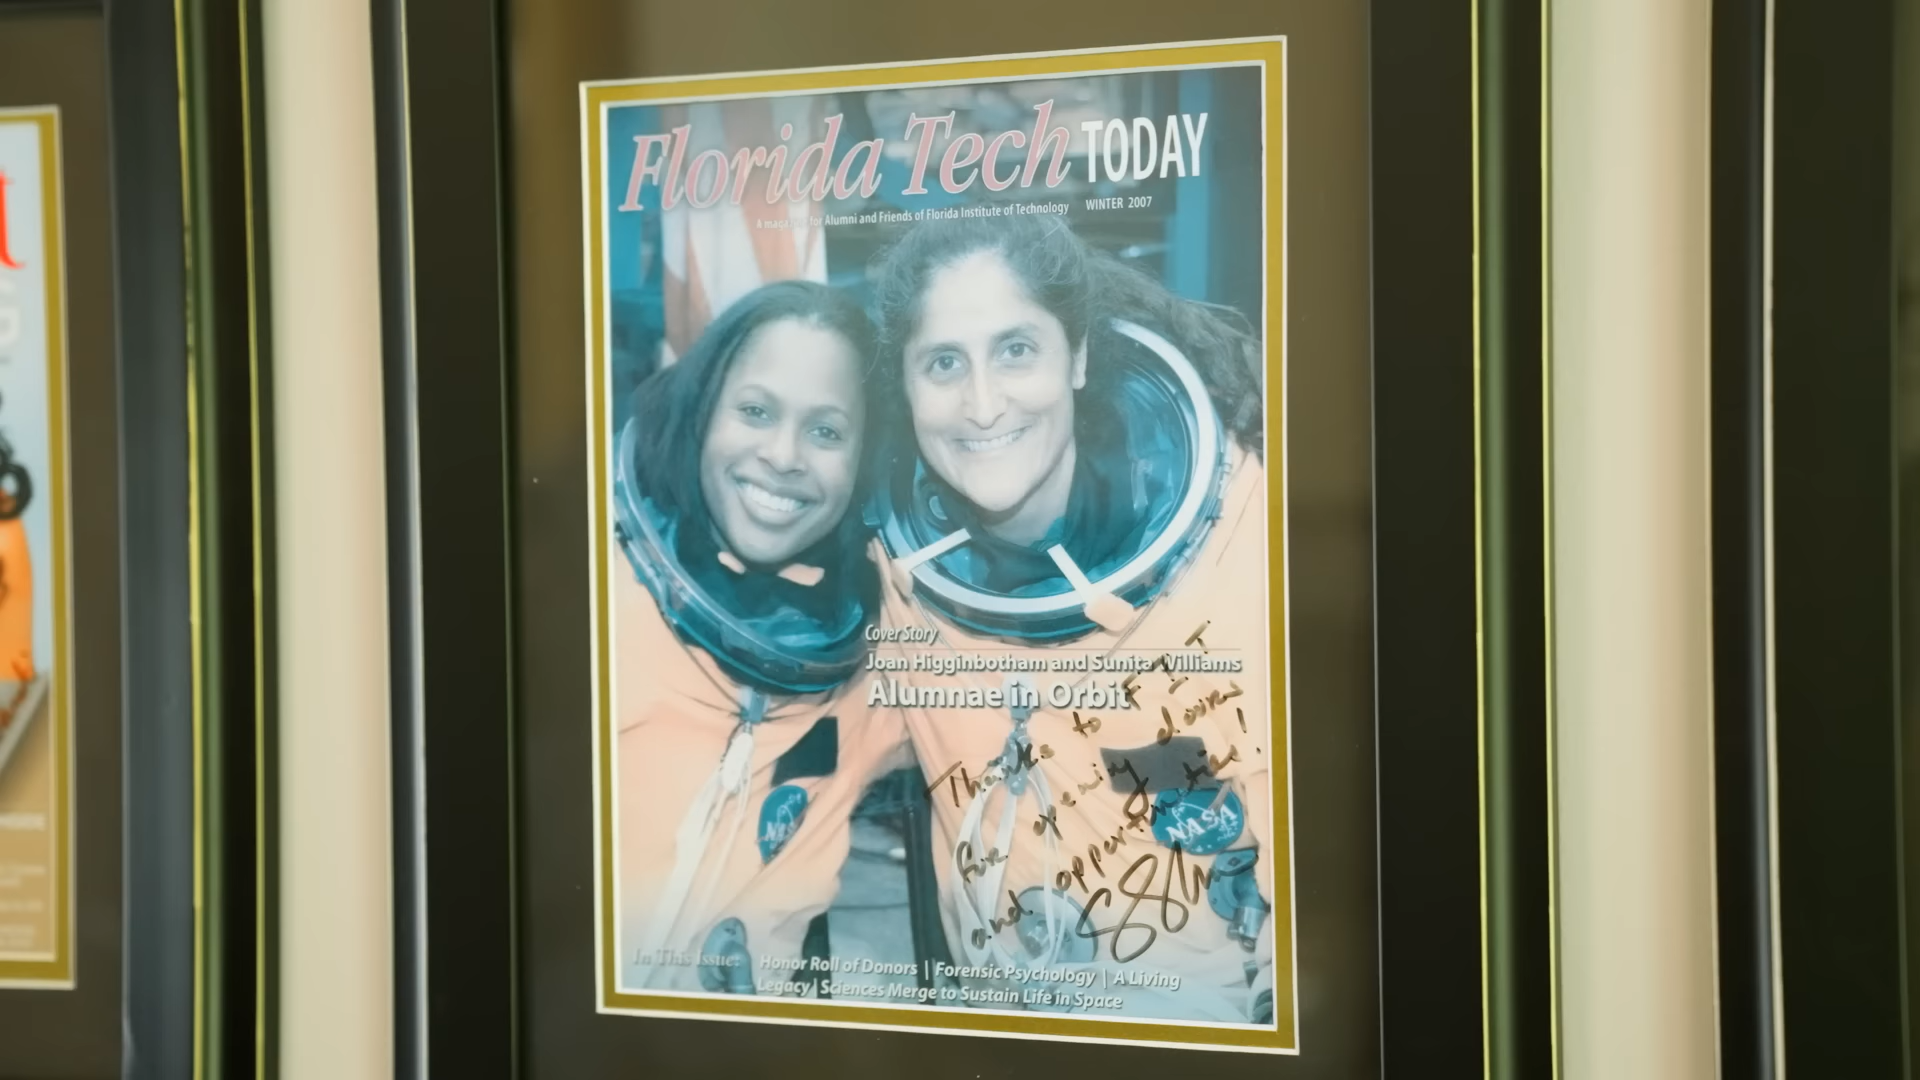 Florida Tech TODAY
A magazine for Alumni and Friends of Florida Institute of Technology WINTER 2007
Cover Story
Joan Higginbotham and Sunita Williams
Alumnae in Orbit
Thanks to FIT
for opening doors
and opportunities!
NASA
NASA
In This Issue: Honor Roll of Donors | Forensic Psychology | A Living
Legacy | Sciences Merge to Sustain Life in Space